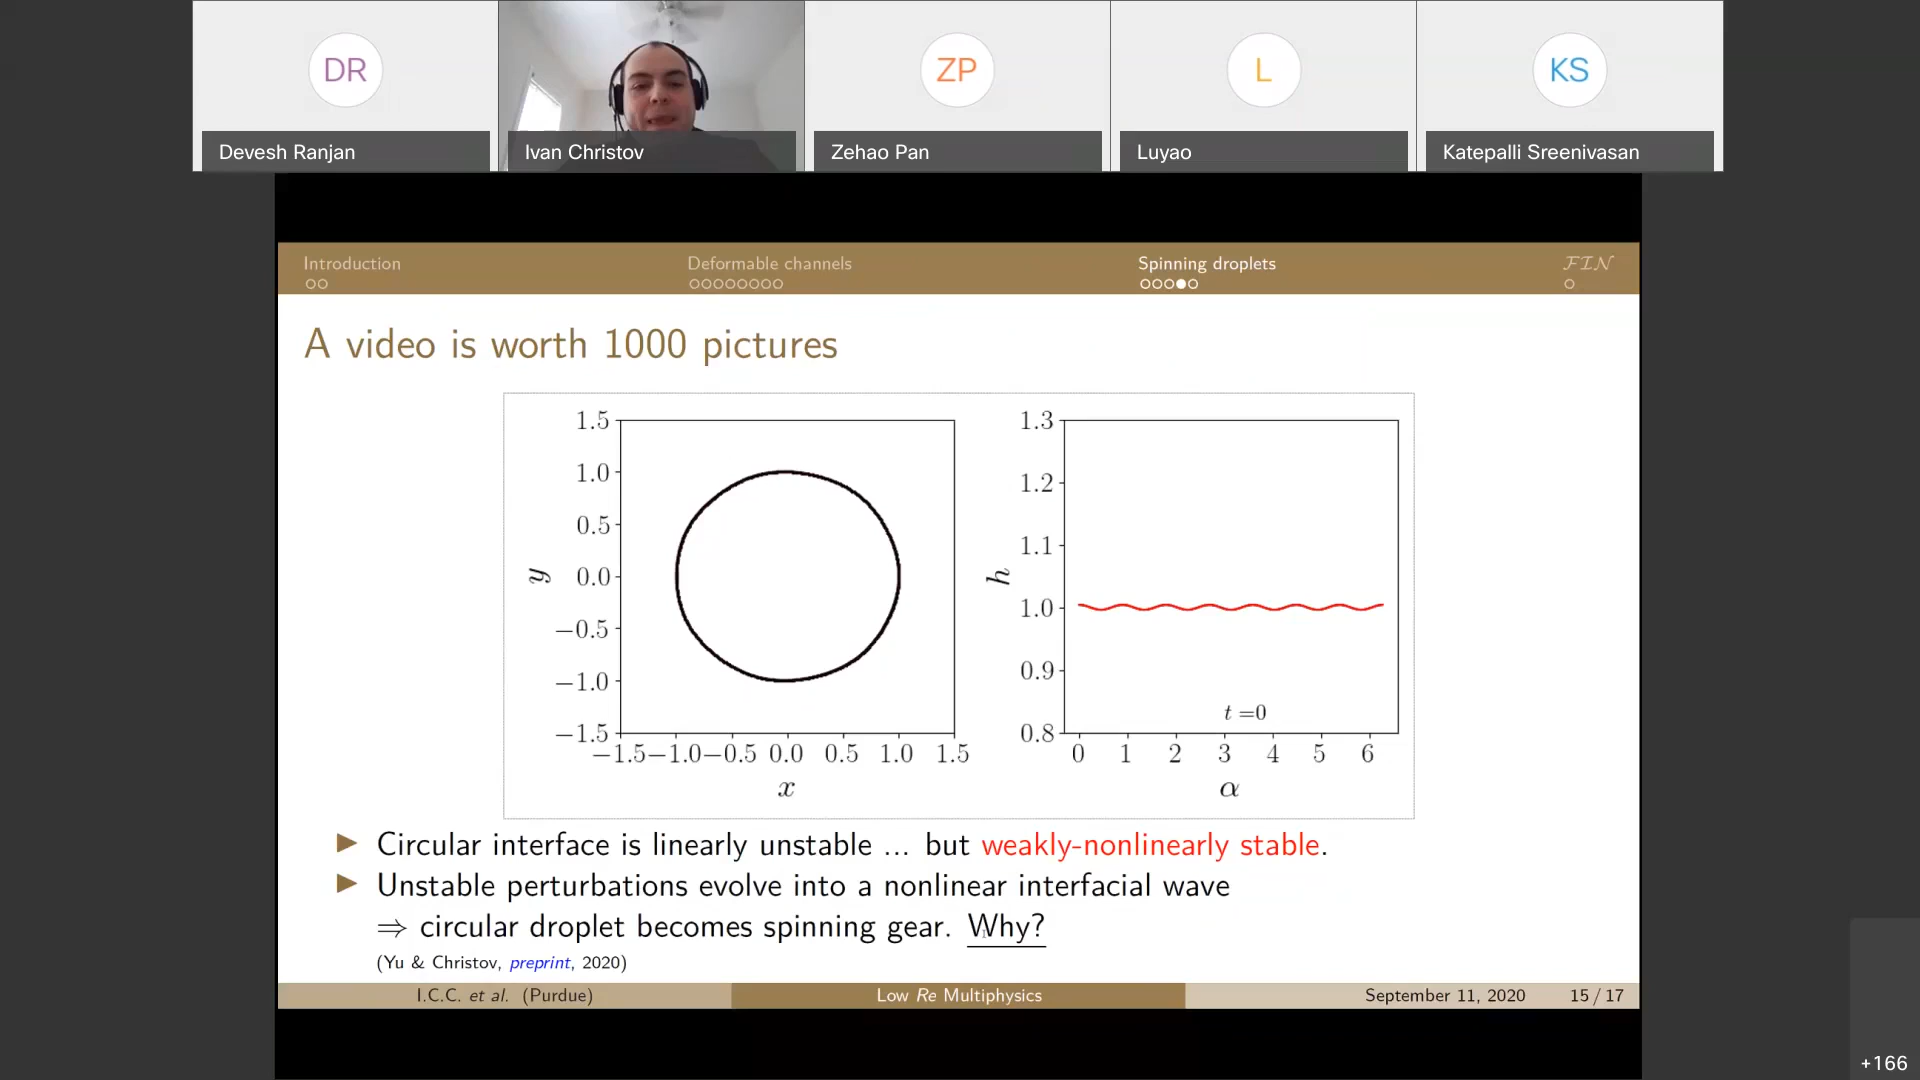 DR
ZP
L
KS
Devesh Ranjan
Ivan Christov
Zehao Pan
Luyao
Katepalli Sreenivasan
Introduction
Deformable channels
Spinning droplets
FIN
A video is worth 1000 pictures
1.5
1.0
0.5
0.0
−0.5
−1.0
−1.5
y
−1.5−1.0−0.5 0.0 0.5 1.0 1.5
x
1.3
1.2
1.1
1.0
0.9
0.8
h
t =0
0 1 2 3 4 5 6
α
Circular interface is linearly unstable ... but weakly-nonlinearly stable.
Unstable perturbations evolve into a nonlinear interfacial wave
⇒ circular droplet becomes spinning gear. Why?
(Yu & Christov, preprint, 2020)
I.C.C. et al. (Purdue)
Low Re Multiphysics
September 11, 2020 15 / 17
+166